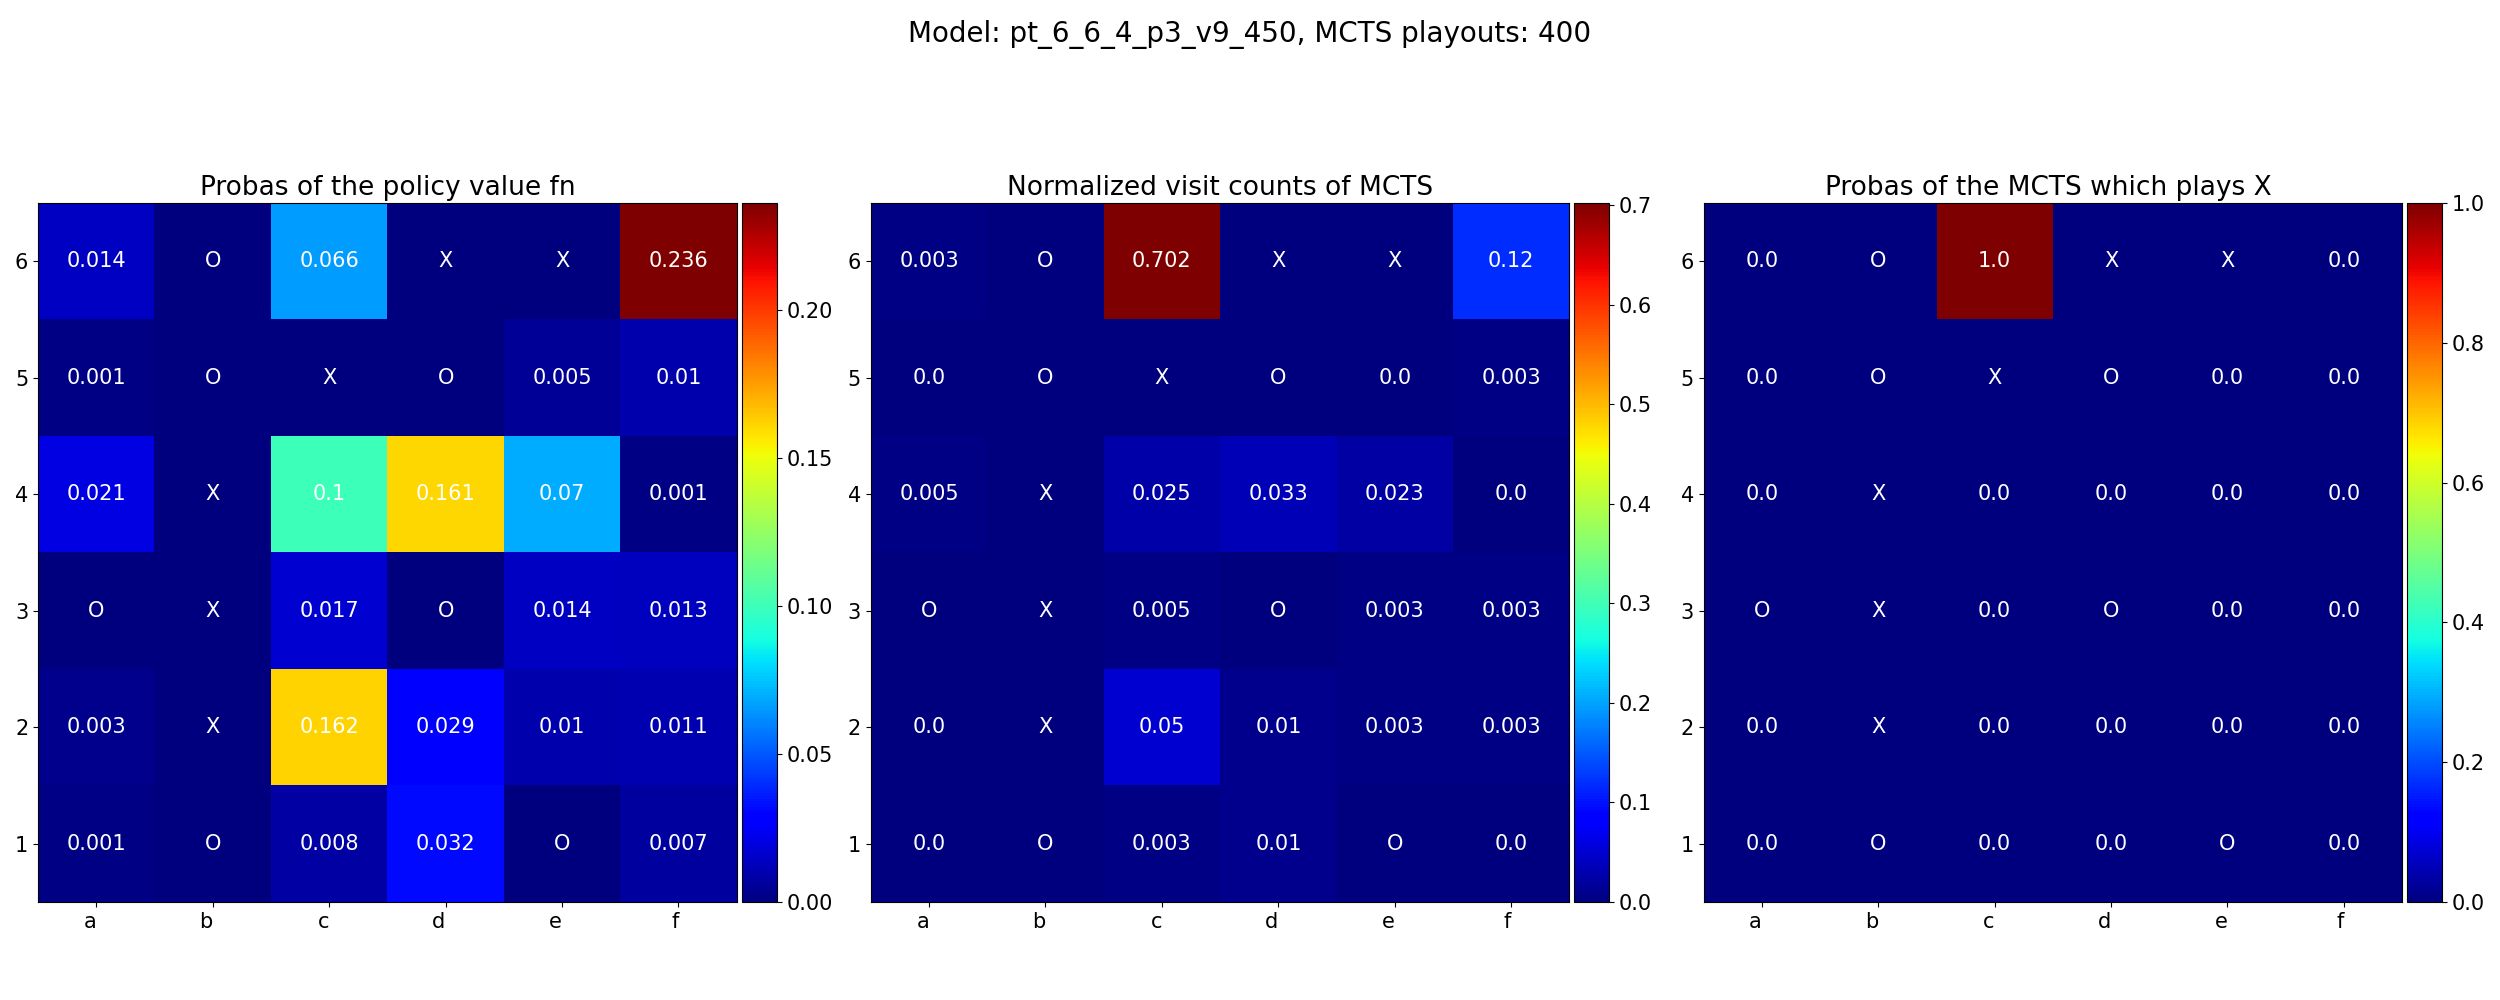 Model: pt_6_6_4_p3_v9_450, MCTS playouts: 400
Probas of the policy value fn
6 0.014 O 0.066 X X 0.236
5 0.001 O X O 0.005 0.01
4 0.021 X 0.1 0.161 0.07 0.001
3 O X 0.017 O 0.014 0.013
2 0.003 X 0.162 0.029 0.01 0.011
1 0.001 O 0.008 0.032 O 0.007
a b c d e f
0.20
0.15
0.10
0.05
0.00
Normalized visit counts of MCTS
6 0.003 O 0.702 X X 0.12
5 0.0 O X O 0.0 0.003
4 0.005 X 0.025 0.033 0.023 0.0
3 O X 0.005 O 0.003 0.003
2 0.0 X 0.05 0.01 0.003 0.003
1 0.0 O 0.003 0.01 O 0.0
a b c d e f
0.7
0.6
0.5
0.4
0.3
0.2
0.1
0.0
Probas of the MCTS which plays X
6 0.0 O 1.0 X X 0.0
5 0.0 O X O 0.0 0.0
4 0.0 X 0.0 0.0 0.0 0.0
3 O X 0.0 O 0.0 0.0
2 0.0 X 0.0 0.0 0.0 0.0
1 0.0 O 0.0 0.0 O 0.0
a b c d e f
1.0
0.8
0.6
0.4
0.2
0.0